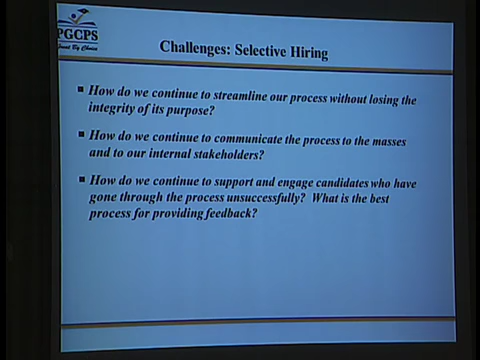 PGCPS
Great By Choice
Challenges: Selective Hiring
How do we continue to streamline our process without losing the
integrity of its purpose?
How do we continue to communicate the process to the masses
and to our internal stakeholders?
How do we continue to support and engage candidates who have
gone through the process unsuccessfully? What is the best
process for providing feedback?